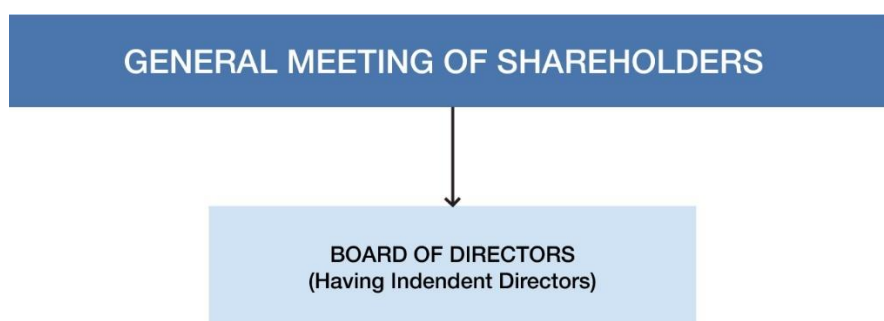 GENERAL MEETING OF SHAREHOLDERS
BOARD OF DIRECTORS
(Having Indendent Directors)